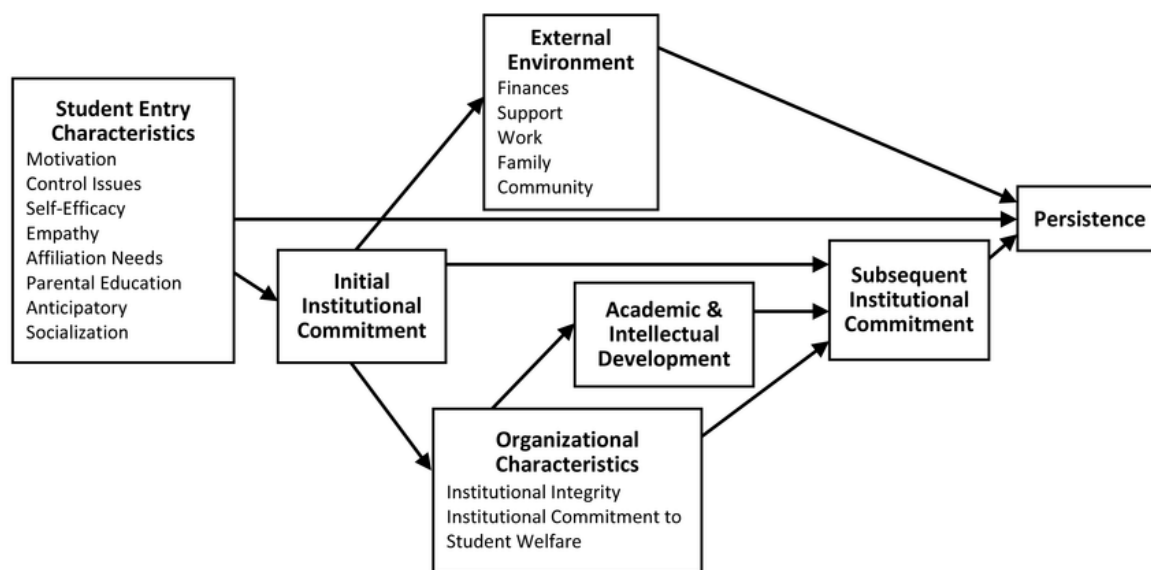 Student Entry
Characteristics
Motivation
Control Issues
Self-Efficacy
Empathy
Affiliation Needs
Parental Education
Anticipatory
Socialization
Initial
Institutional
Commitment
External
Environment
Finances
Support
Work
Family
Community
Organizational
Characteristics
Institutional Integrity
Institutional Commitment to
Student Welfare
Academic &
Intellectual
Development
Subsequent
Institutional
Commitment
Persistence